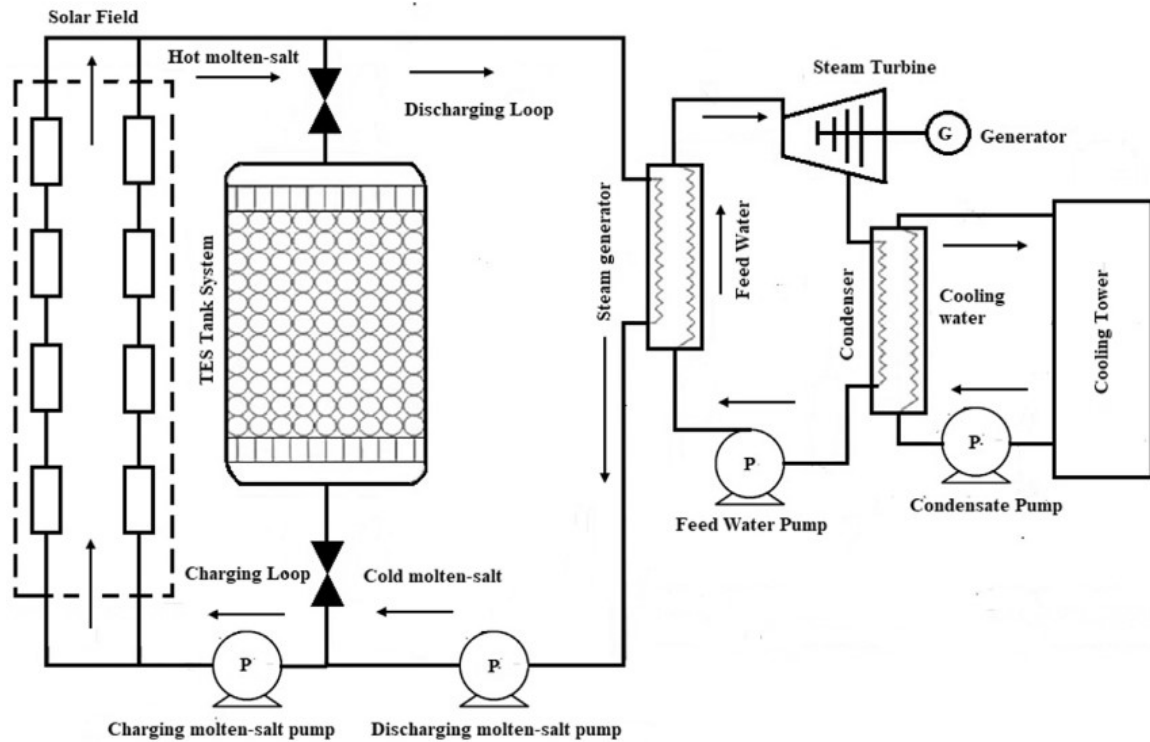 Solar Field
Hot molten-salt
Discharging Loop
Steam Turbine
G
Generator
TES Tank System
Steam generator
Feed Water
Condenser
Cooling
water
Cooling Tower
P
Feed Water Pump
P
Condensate Pump
Charging Loop
Cold molten-salt
P
P
Charging molten-salt pump
Discharging molten-salt pump